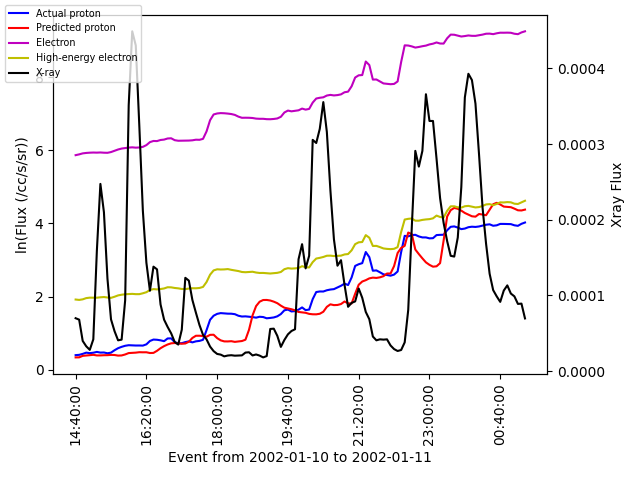 Actual proton
Predicted proton
Electron
High-energy electron
X-ray
ln(Flux (/cc/s/sr))
8
6
4
2
0
0.0004
0.0003
0.0002
0.0001
0.0000
Xray Flux
14:40:00
16:20:00
18:00:00
19:40:00
21:20:00
23:00:00
00:40:00
Event from 2002-01-10 to 2002-01-11